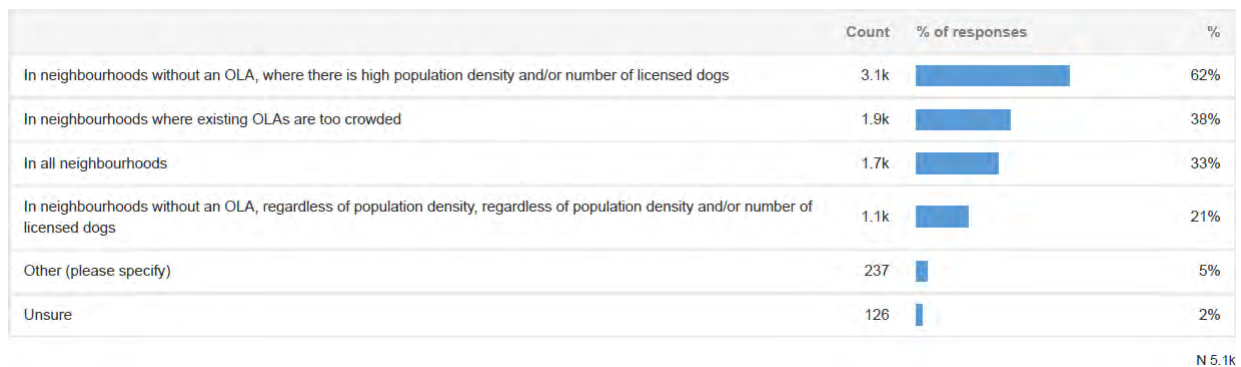 Count % of responses %
In neighbourhoods without an OLA, where there is high population density and/or number of licensed dogs 3.1k 62%
In neighbourhoods where existing OLAs are too crowded 1.9k 38%
In all neighbourhoods 1.7k 33%
In neighbourhoods without an OLA, regardless of population density, regardless of population density and/or number of
licensed dogs 1.1k 21%
Other (please specify) 237 5%
Unsure 126 2%
N 5.1k